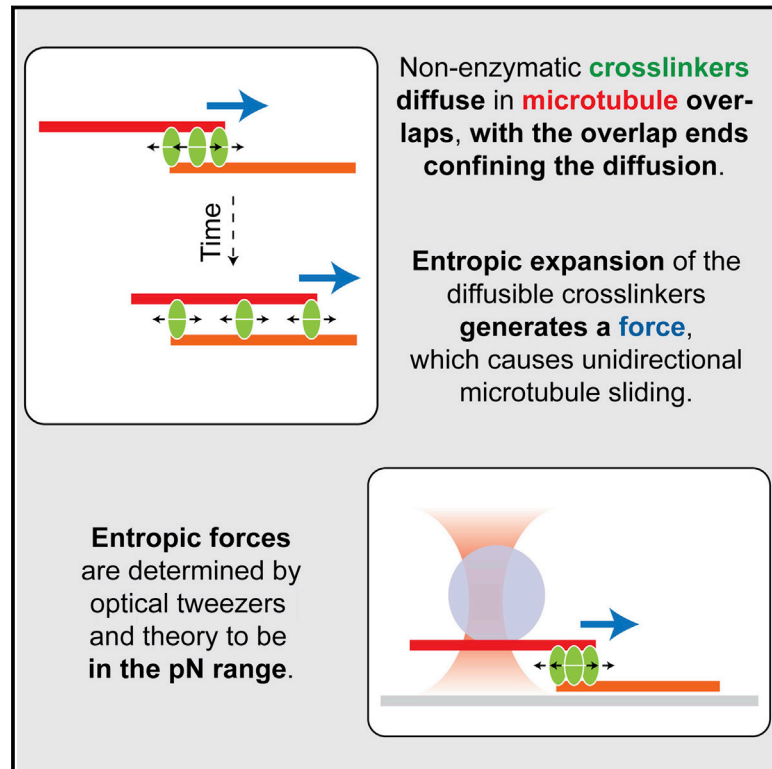 Non-enzymatic crosslinkers
diffuse in microtubule over-
laps, with the overlap ends
confining the diffusion.
Time
Entropic expansion of the
diffusible crosslinkers
generates a force,
which causes unidirectional
microtubule sliding.
Entropic forces
are determined by
optical tweezers
and theory to be
in the pN range.